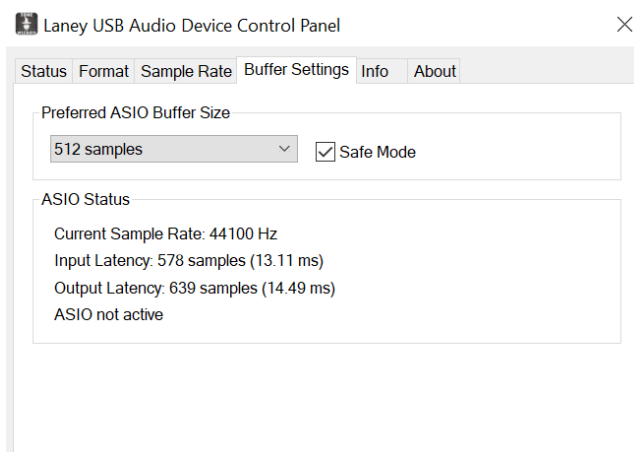 Laney USB Audio Device Control Panel
Status Format Sample Rate Buffer Settings Info About
Preferred ASIO Buffer Size
512 samples Safe Mode
ASIO Status
Current Sample Rate: 44100 Hz
Input Latency: 578 samples (13.11 ms)
Output Latency: 639 samples (14.49 ms)
ASIO not active